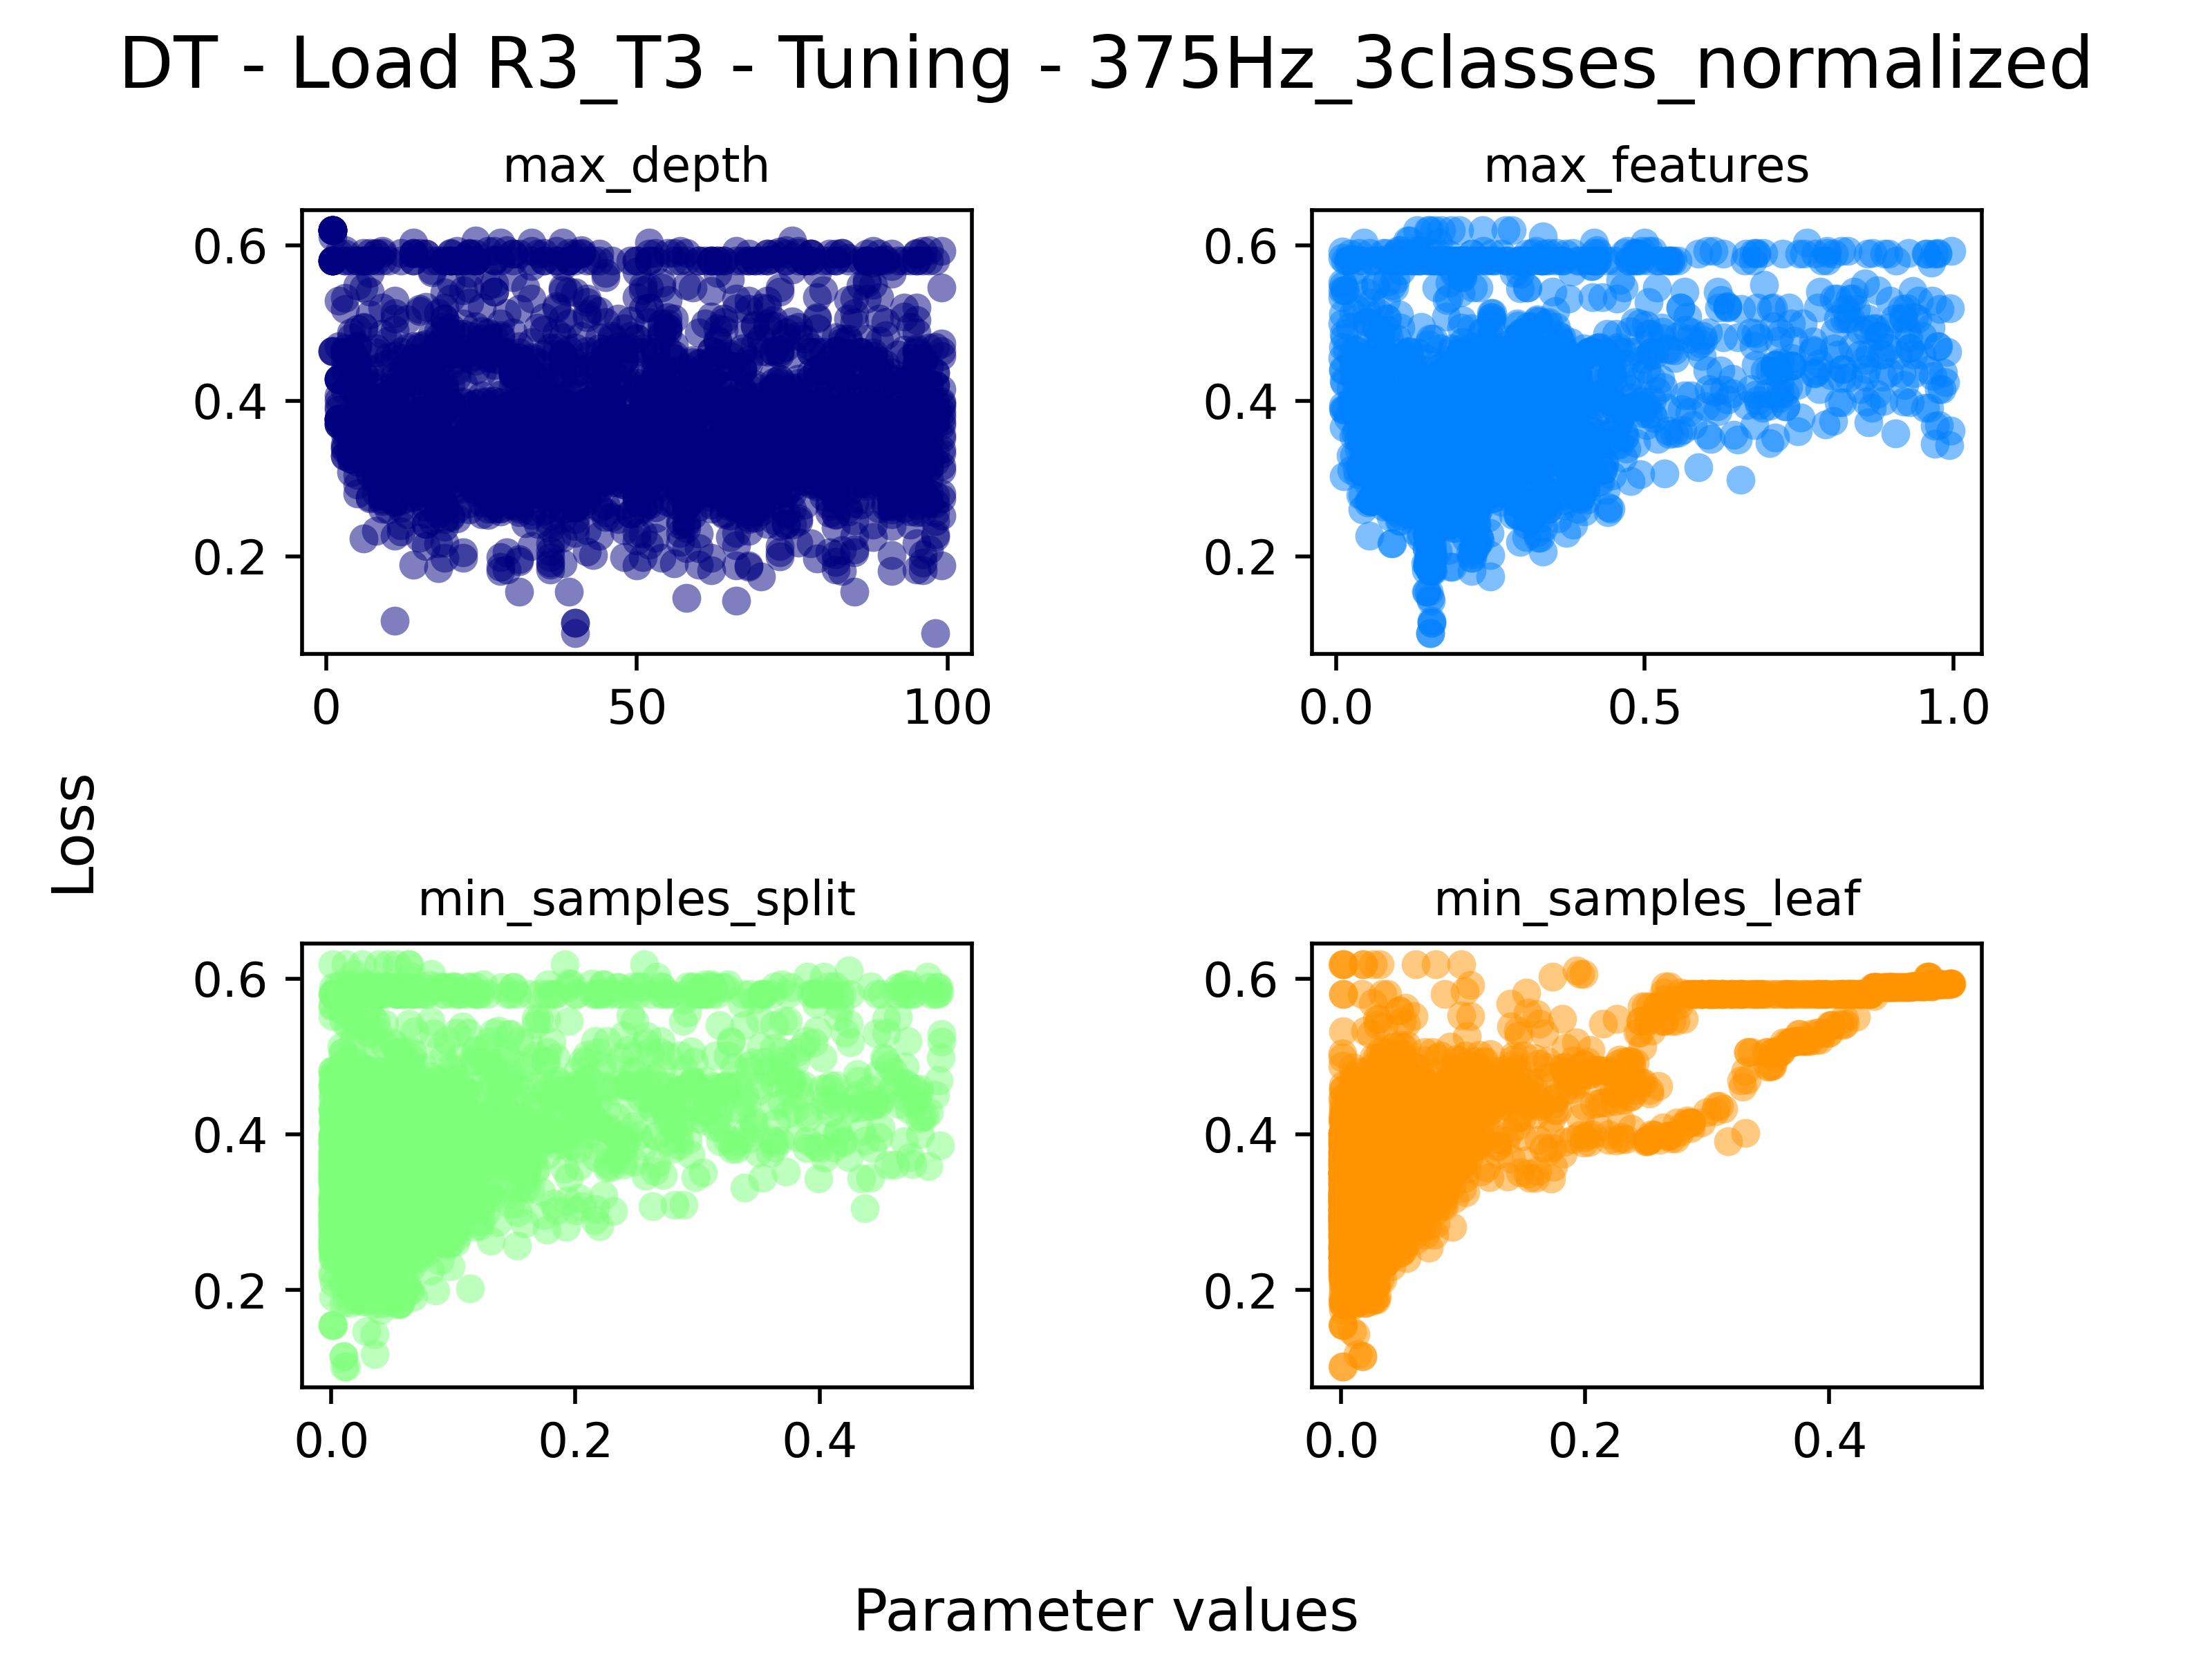 DT - Load R3_T3 - Tuning - 375Hz_3classes_normalized
max_depth
max_features
0.6
0.4
0.2
0 50 100
0.6
0.4
0.2
0.0 0.5 1.0
Loss
min_samples_split
min_samples_leaf
0.6
0.4
0.2
0.0 0.2 0.4
0.6
0.4
0.2
0.0 0.2 0.4
Parameter values